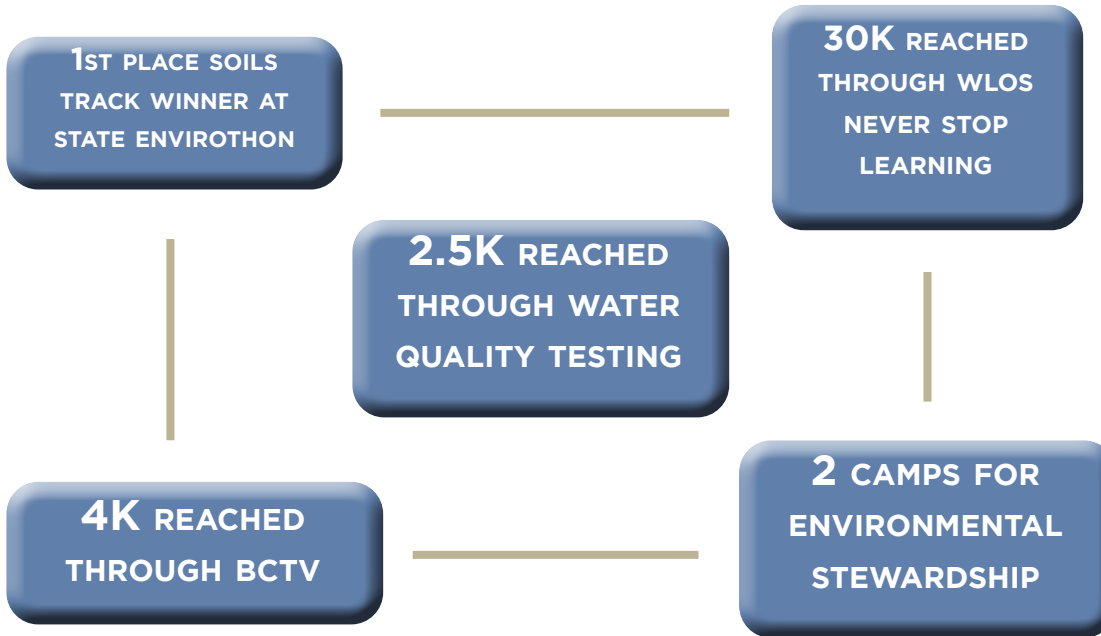 1ST PLACE SOILS
TRACK WINNER AT
STATE ENVIROTHON
30K REACHED
THROUGH WLOS
NEVER STOP
LEARNING
2.5K REACHED
THROUGH WATER
QUALITY TESTING
4K REACHED
THROUGH BCTV
2 CAMPS FOR
ENVIRONMENTAL
STEWARDSHIP